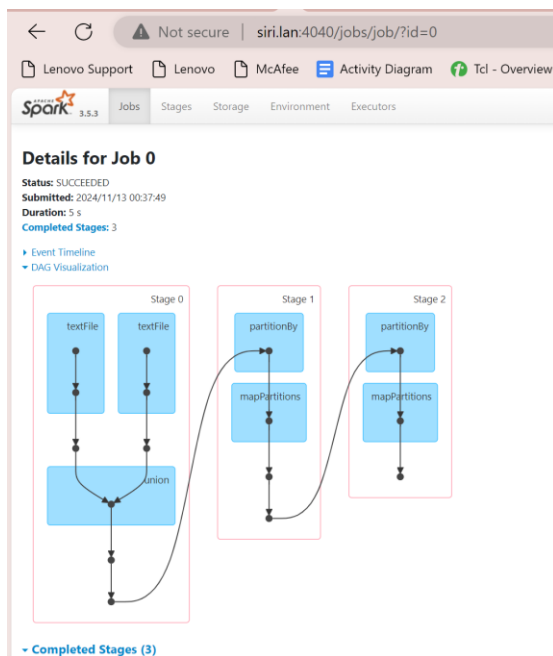 Not secure siri.lan:4040/jobs/job/?id=0
Lenovo Support Lenovo McAfee Activity Diagram Tcl - Overview
APACHE Spark 3.5.3 Jobs Stages Storage Environment Executors
Details for Job 0
Status: SUCCEEDED
Submitted: 2024/11/13 00:37:49
Duration: 5 s
Completed Stages: 3
Event Timeline
DAG Visualization
Stage 0 Stage 1 Stage 2
textFile textFile partitionBy partitionBy
mapPartitions mapPartitions
union
Completed Stages (3)